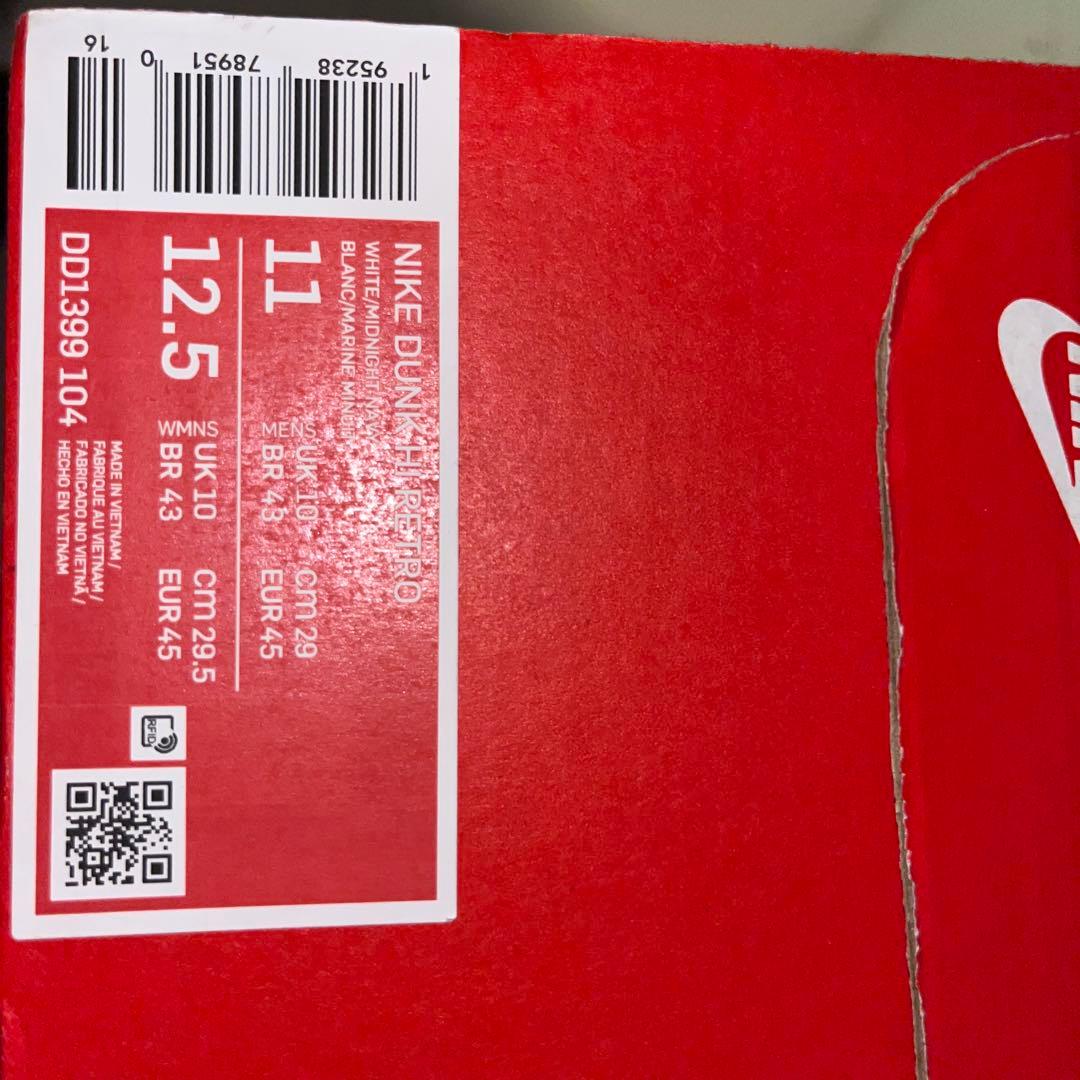 NIKE DUNK HI RETRO
WHITE/MIDNIGHT NAVY
BLANC/MARINE MINUIT
11
MENS
UK 10 cm 29
BR 43 EUR 45
12.5
WMNS
UK 10 cm 29.5
BR 43 EUR 45
DD1399 104
MADE IN VIETNAM /
FABRIQUE AU VIETNAM /
FABRICADO NO VIETNÃ /
HECHO EN VIETNAM
1 95238 78951 0
16
RFID
NIKE